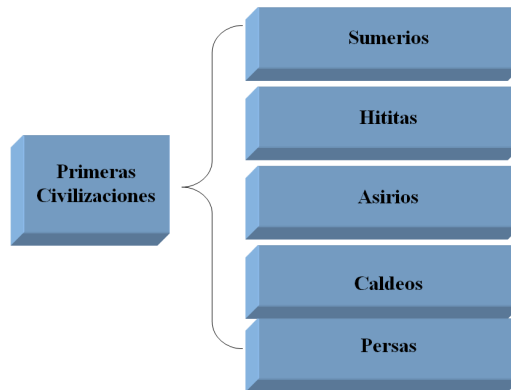 Primeras
Civilizaciones
Sumerios
Hititas
Asirios
Caldeos
Persas